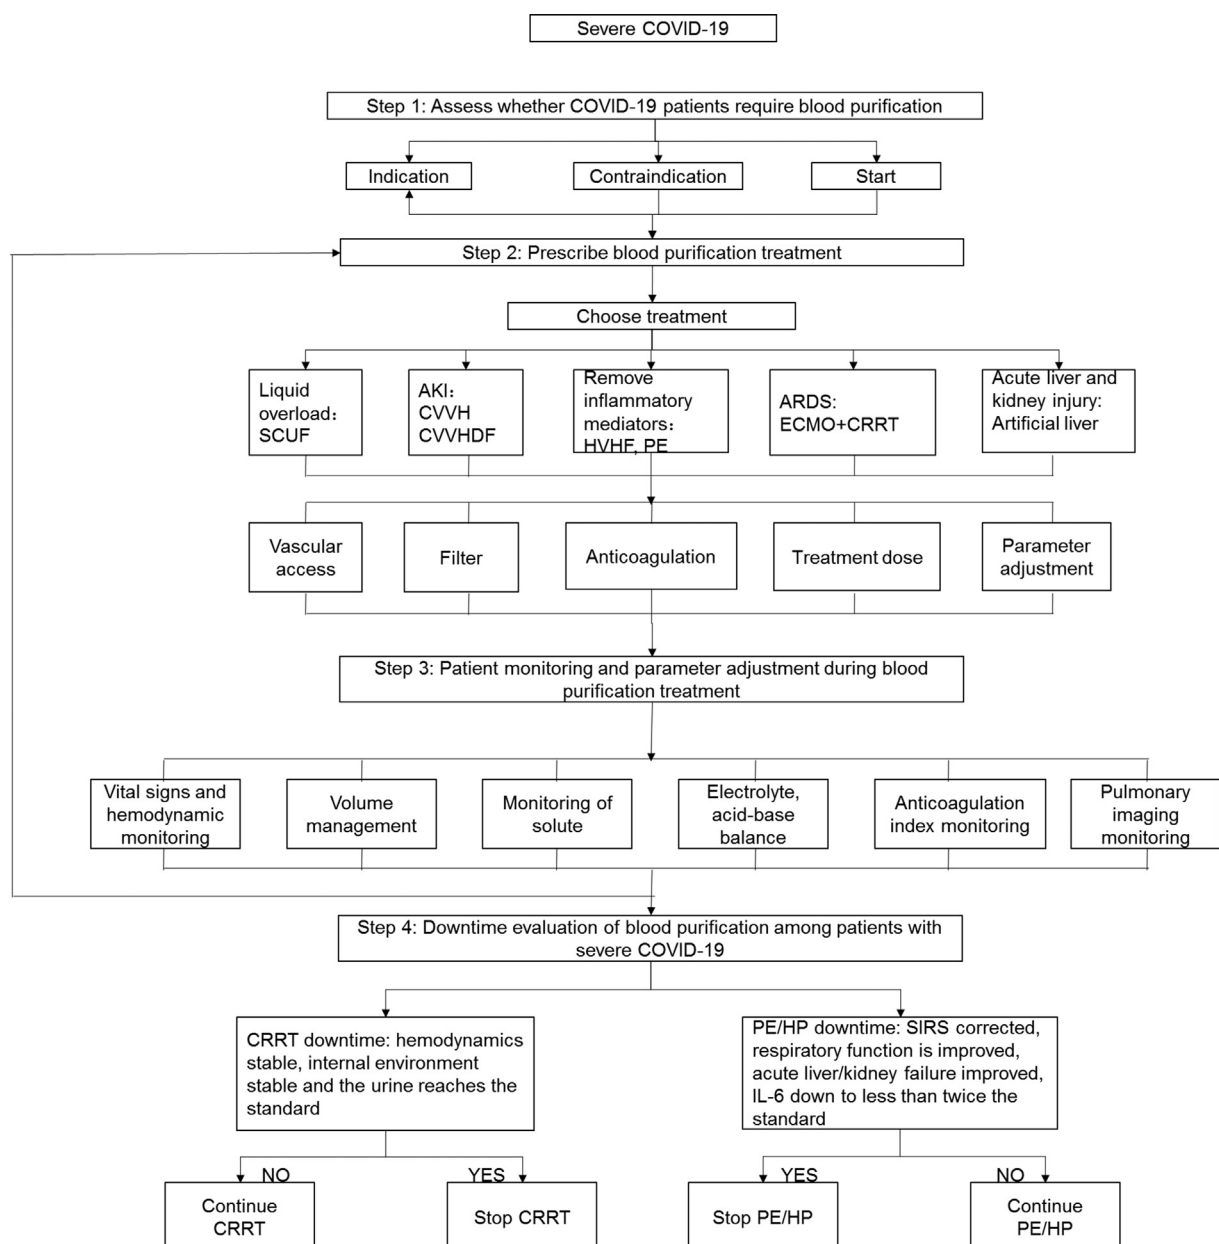 Severe COVID-19
Step 1: Assess whether COVID-19 patients require blood purification
Indication
Contraindication
Start
Step 2: Prescribe blood purification treatment
Choose treatment
Liquid
overload：
SCUF
AKI：
CVVH
CVVHDF
Remove
inflammatory
mediators：
HVHF, PE
ARDS:
ECMO+CRRT
Acute liver and
kidney injury:
Artificial liver
Vascular
access
Filter
Anticoagulation
Treatment dose
Parameter
adjustment
Step 3: Patient monitoring and parameter adjustment during blood
purification treatment
Vital signs and
hemodynamic
monitoring
Volume
management
Monitoring of
solute
Electrolyte,
acid-base
balance
Anticoagulation
index monitoring
Pulmonary
imaging
monitoring
Step 4: Downtime evaluation of blood purification among patients with
severe COVID-19
CRRT downtime: hemodynamics
stable, internal environment
stable and the urine reaches the
standard
PE/HP downtime: SIRS corrected,
respiratory function is improved,
acute liver/kidney failure improved,
IL-6 down to less than twice the
standard
NO
YES
YES
NO
Continue
CRRT
Stop CRRT
Stop PE/HP
Continue
PE/HP